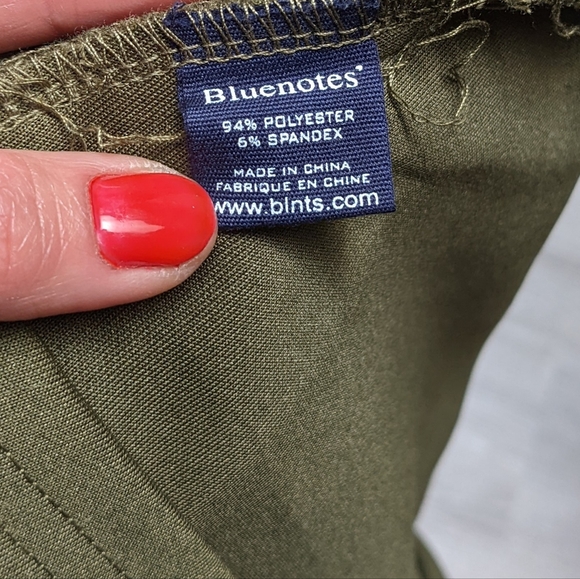 Bluenotes
94% POLYESTER
6% SPANDEX
MADE IN CHINA
FABRIQUE EN CHINE
www.blnts.com